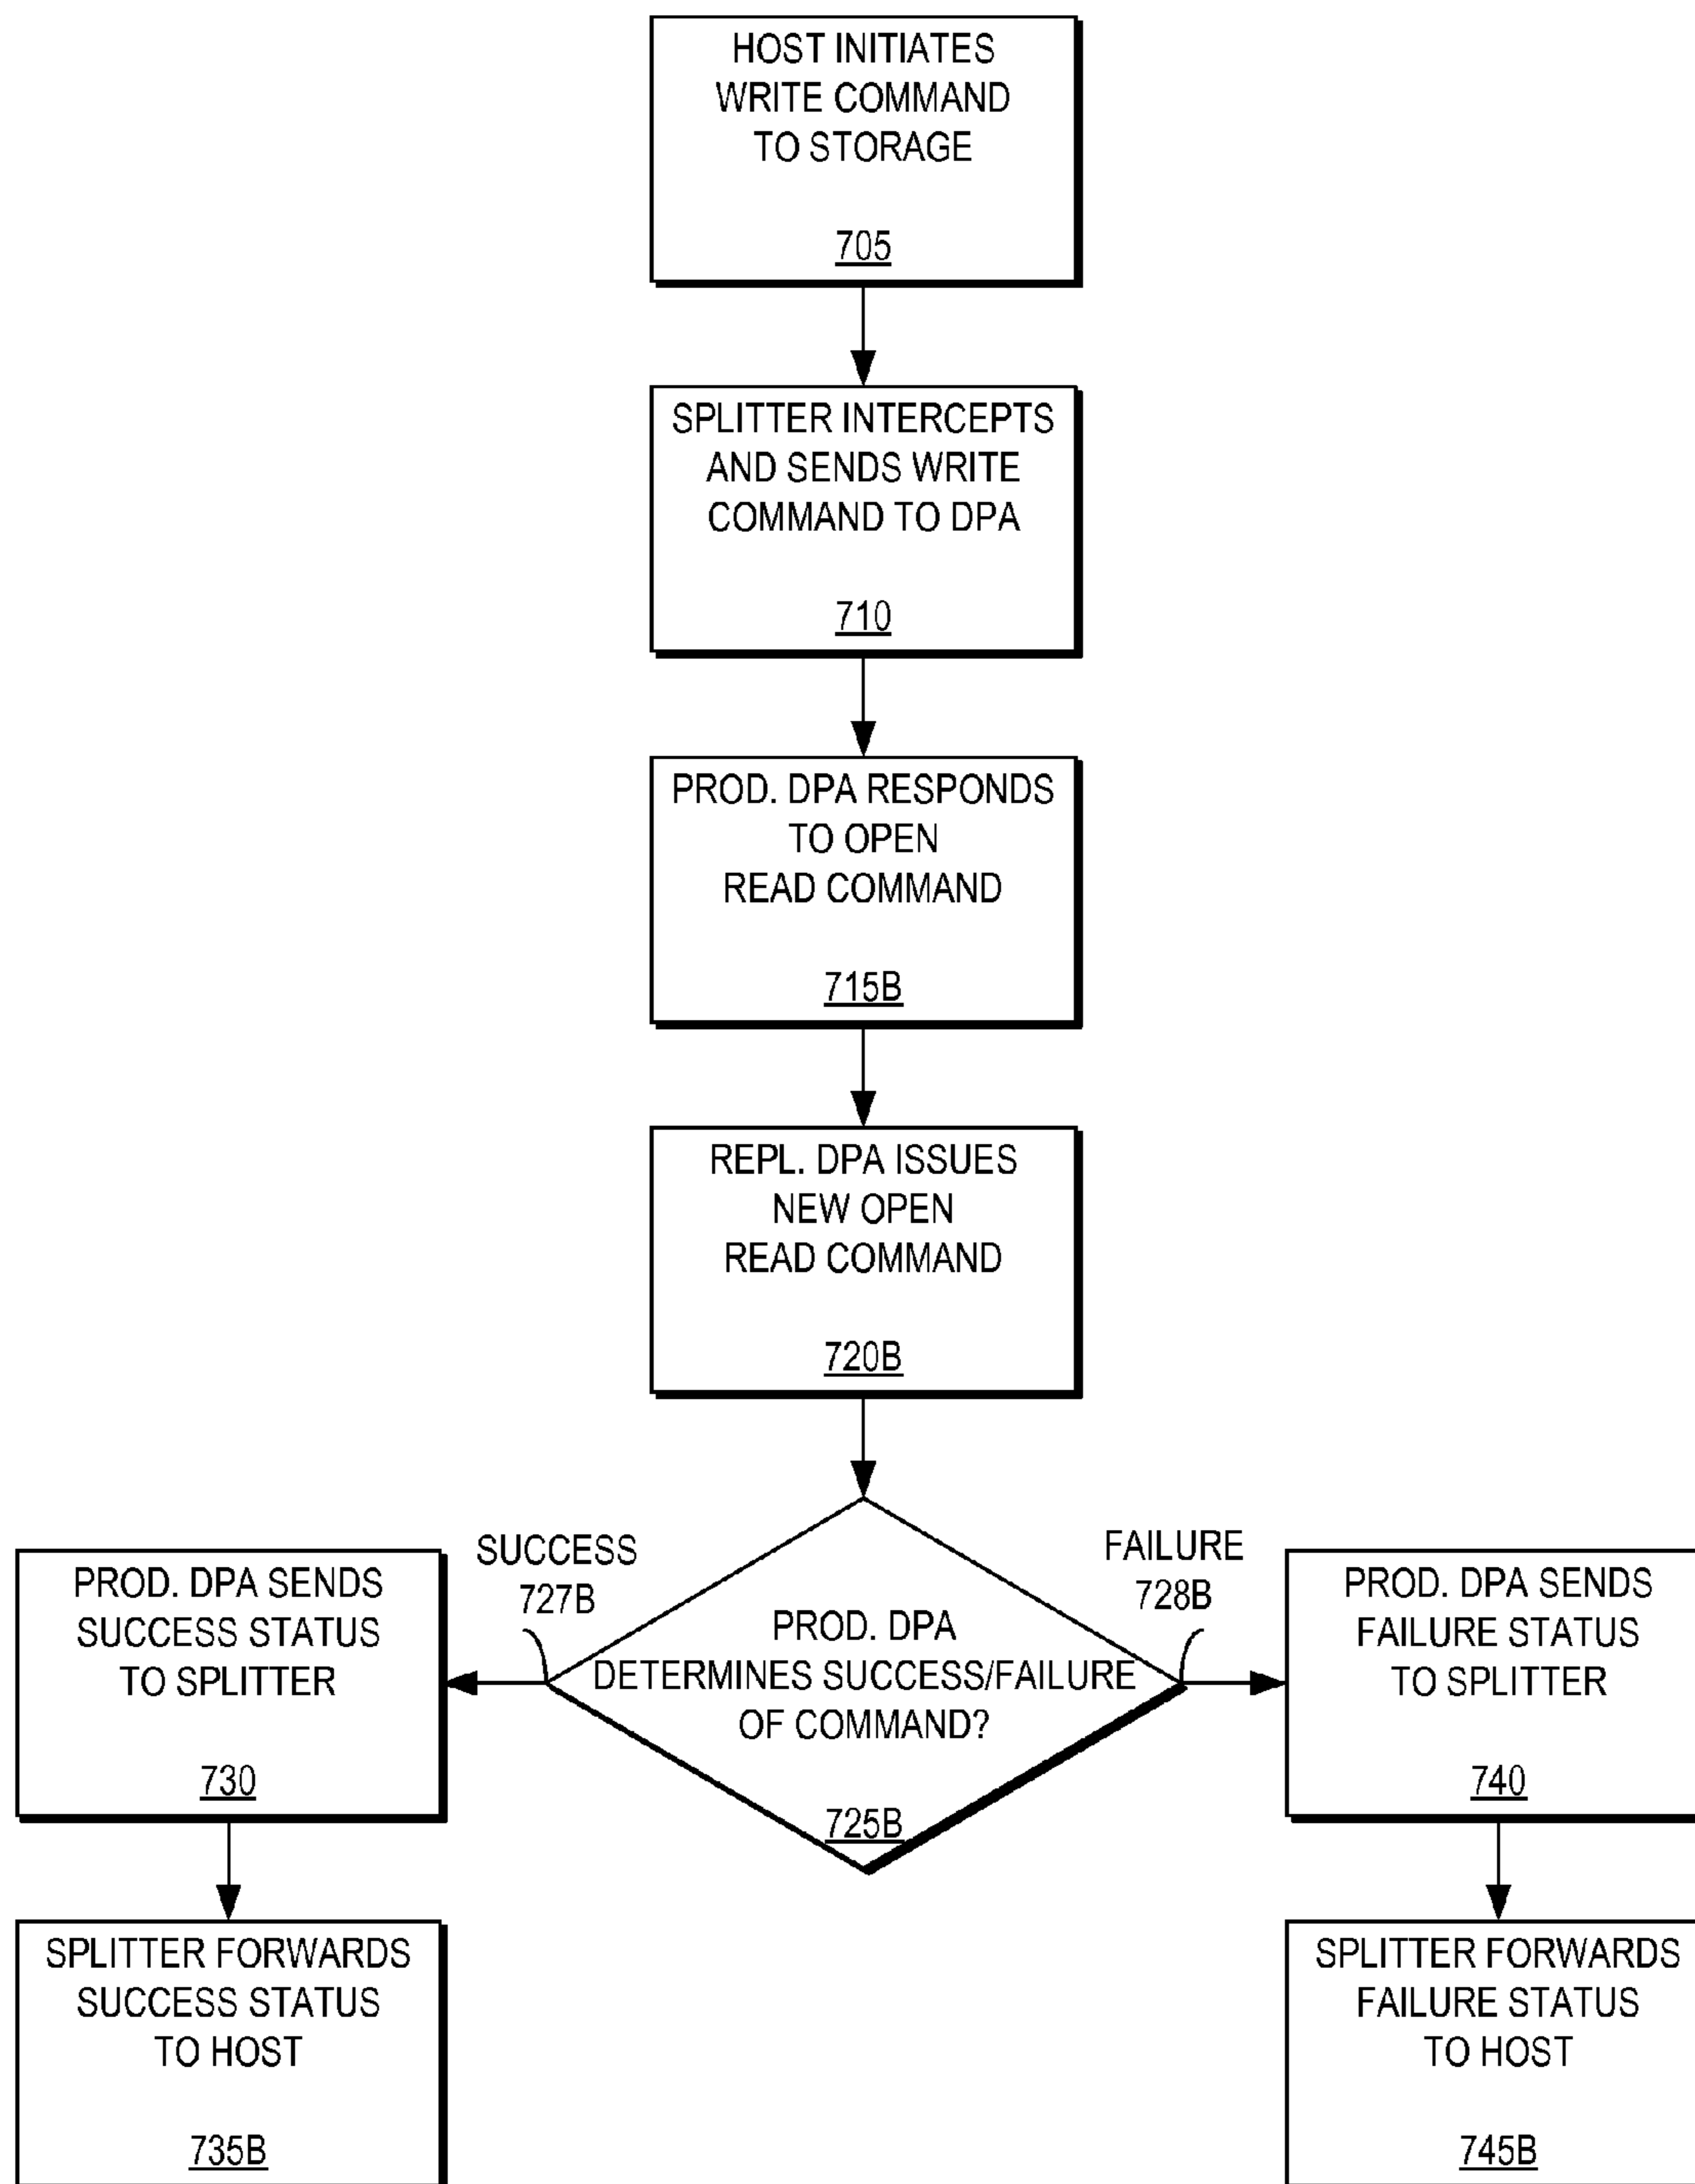 HOST INITIATES
WRITE COMMAND
TO STORAGE
705
SPLITTER INTERCEPTS
AND SENDS WRITE
COMMAND TO DPA
710
PROD. DPA RESPONDS
TO OPEN
READ COMMAND
715B
REPL. DPA ISSUES
NEW OPEN
READ COMMAND
720B
SUCCESS
727B
FAILURE
728B
PROD. DPA
DETERMINES SUCCESS/FAILURE
OF COMMAND?
725B
PROD. DPA SENDS
SUCCESS STATUS
TO SPLITTER
730
PROD. DPA SENDS
FAILURE STATUS
TO SPLITTER
740
SPLITTER FORWARDS
SUCCESS STATUS
TO HOST
735B
SPLITTER FORWARDS
FAILURE STATUS
TO HOST
745B